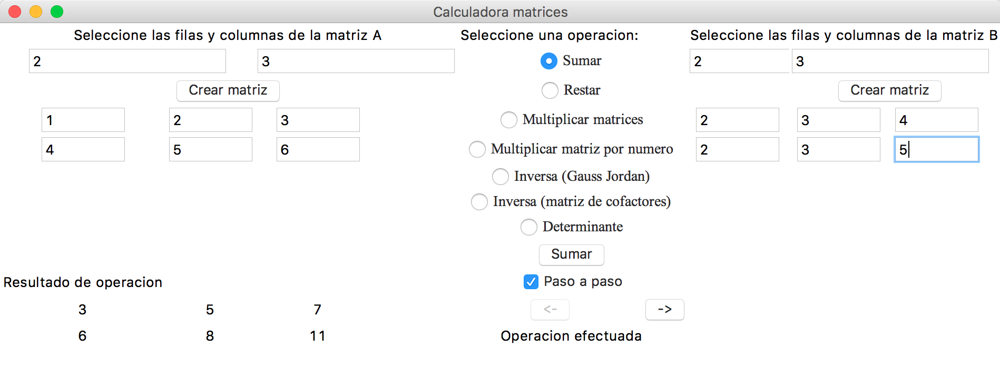 Calculadora matrices
Seleccione las filas y columnas de la matriz A
2 3
Crear matriz
1 2 3
4 5 6
Seleccione una operacion:
Sumar
Restar
Multiplicar matrices
Multiplicar matriz por numero
Inversa (Gauss Jordan)
Inversa (matriz de cofactores)
Determinante
Sumar
Paso a paso
<- ->
Operacion efectuada
Seleccione las filas y columnas de la matriz B
2 3
Crear matriz
2 3 4
2 3 5
Resultado de operacion
3 5 7
6 8 11